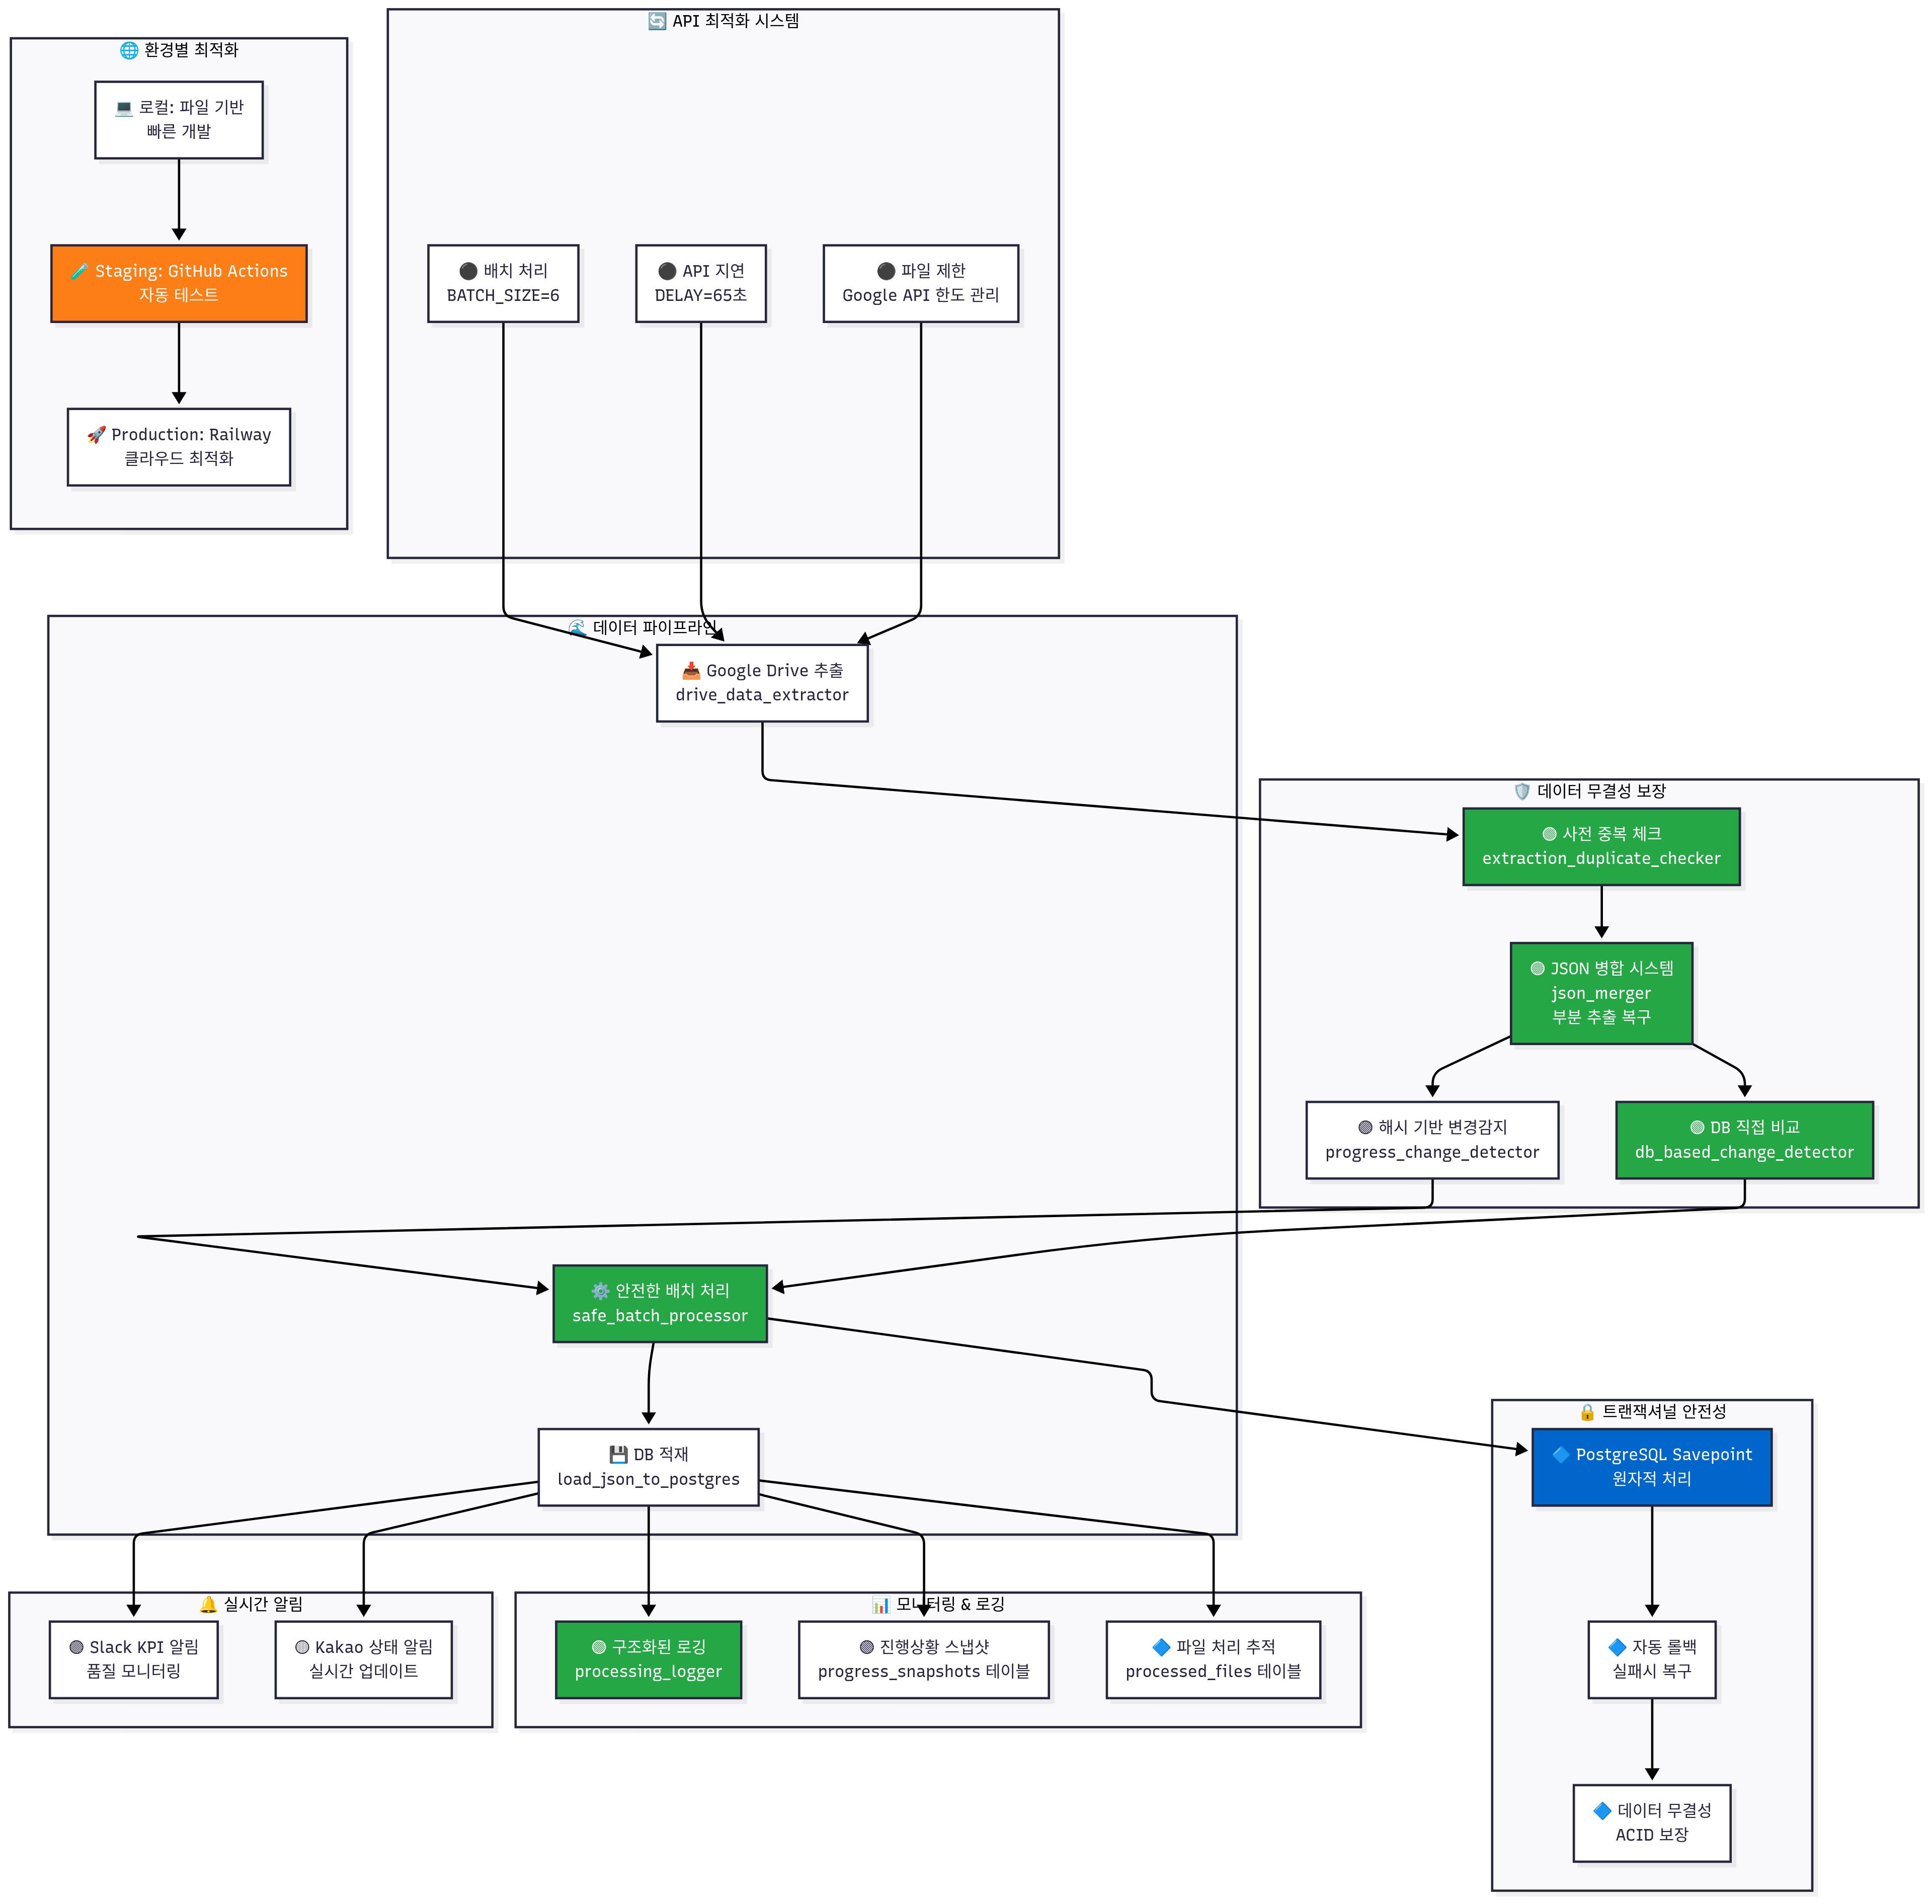 🌐 환경별 최적화
💻 로컬: 파일 기반
빠른 개발
🧪 Staging: GitHub Actions
자동 테스트
🚀 Production: Railway
클라우드 최적화
🔄 API 최적화 시스템
⚫ 배치 처리
BATCH_SIZE=6
⚫ API 지연
DELAY=65초
⚫ 파일 제한
Google API 한도 관리
🌊 데이터 파이프라인
📥 Google Drive 추출
drive_data_extractor
🛡️ 데이터 무결성 보장
🟢 사전 중복 체크
extraction_duplicate_checker
🟢 JSON 병합 시스템
json_merger
부분 추출 복구
🟢 해시 기반 변경감지
progress_change_detector
🟢 DB 직접 비교
db_based_change_detector
⚙️ 안전한 배치 처리
safe_batch_processor
💾 DB 적재
load_json_to_postgres
🔒 트랜잭셔널 안전성
🔷 PostgreSQL Savepoint
원자적 처리
🔷 자동 롤백
실패시 복구
🔷 데이터 무결성
ACID 보장
🔔 실시간 알림
🟣 Slack KPI 알림
품질 모니터링
🟡 Kakao 상태 알림
실시간 업데이트
📊 모니터링 & 로깅
🟢 구조화된 로깅
processing_logger
🟣 진행상황 스냅샷
progress_snapshots 테이블
🔷 파일 처리 추적
processed_files 테이블